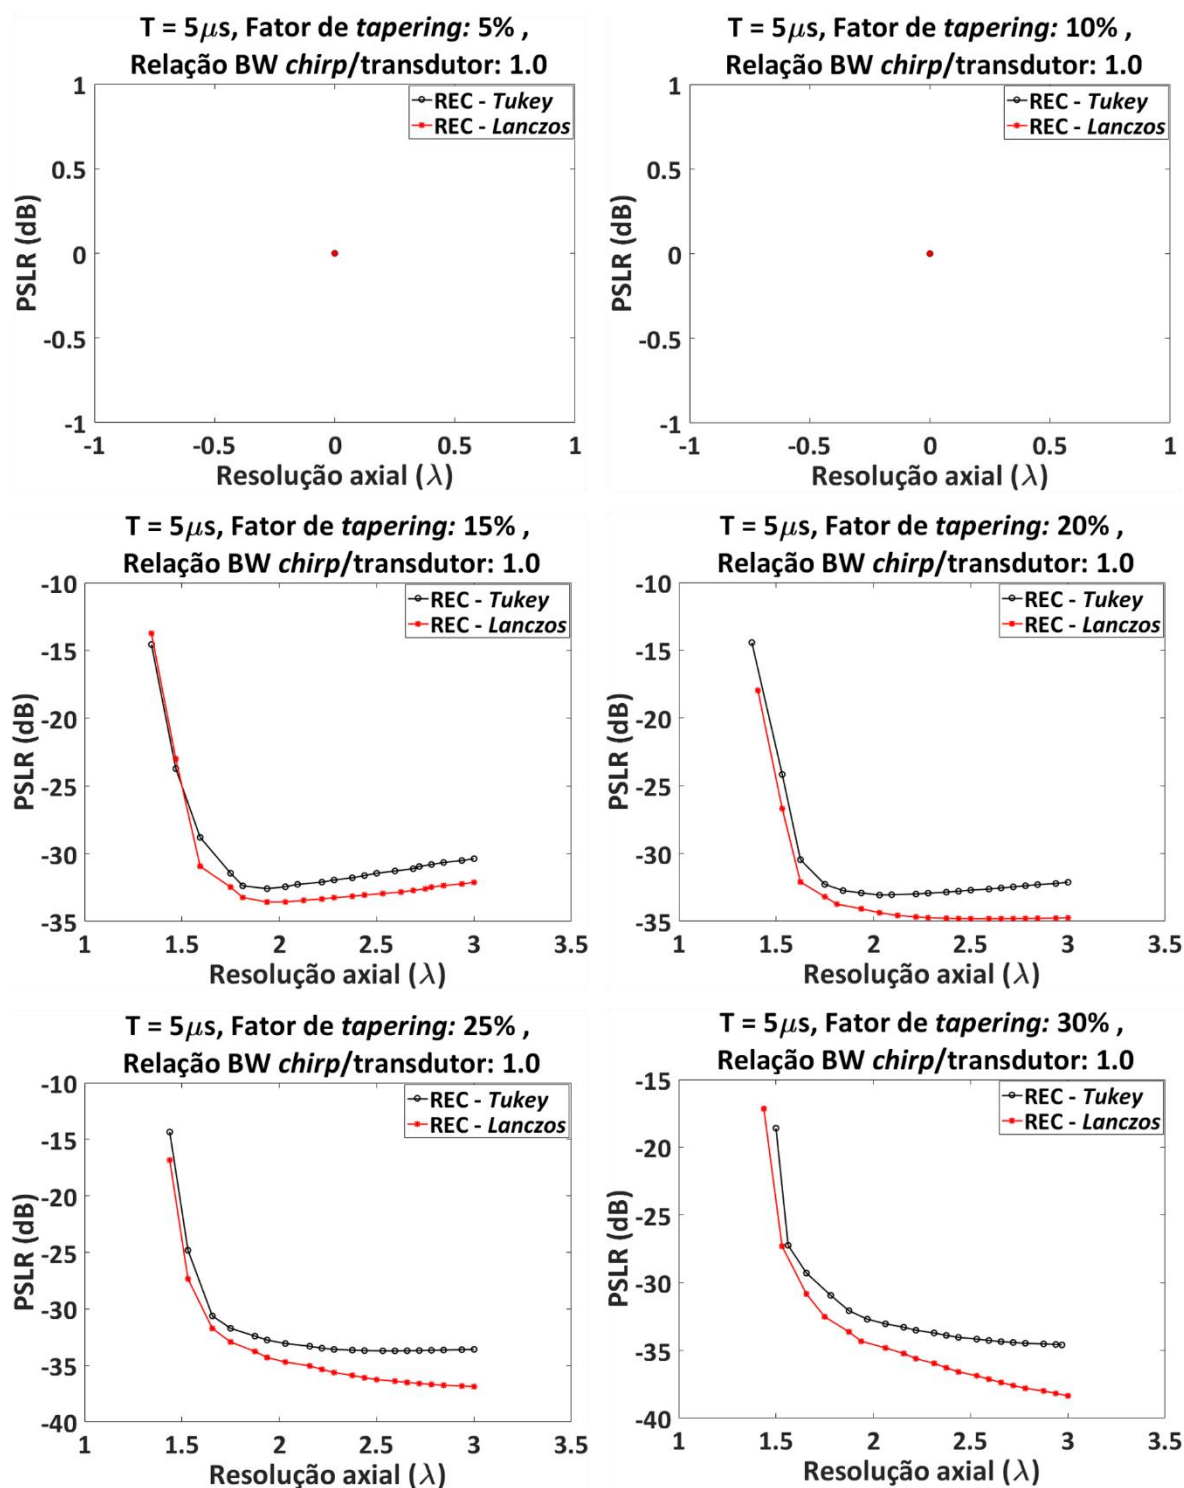 T = 5μs, Fator de tapering: 5% ,
Relação BW chirp/transdutor: 1.0
1
0.5
0
-0.5
-1
PSLR (dB)
REC - Tukey
REC - Lanczos
-1 -0.5 0 0.5 1
Resolução axial (λ)
T = 5μs, Fator de tapering: 10% ,
Relação BW chirp/transdutor: 1.0
1
0.5
0
-0.5
-1
PSLR (dB)
REC - Tukey
REC - Lanczos
-1 -0.5 0 0.5 1
Resolução axial (λ)
T = 5μs, Fator de tapering: 15% ,
Relação BW chirp/transdutor: 1.0
-10
-15
-20
-25
-30
-35
PSLR (dB)
REC - Tukey
REC - Lanczos
1 1.5 2 2.5 3 3.5
Resolução axial (λ)
T = 5μs, Fator de tapering: 20% ,
Relação BW chirp/transdutor: 1.0
-10
-15
-20
-25
-30
-35
PSLR (dB)
REC - Tukey
REC - Lanczos
1 1.5 2 2.5 3 3.5
Resolução axial (λ)
T = 5μs, Fator de tapering: 25% ,
Relação BW chirp/transdutor: 1.0
-10
-15
-20
-25
-30
-35
-40
PSLR (dB)
REC - Tukey
REC - Lanczos
1 1.5 2 2.5 3 3.5
Resolução axial (λ)
T = 5μs, Fator de tapering: 30% ,
Relação BW chirp/transdutor: 1.0
-15
-20
-25
-30
-35
-40
PSLR (dB)
REC - Tukey
REC - Lanczos
1 1.5 2 2.5 3 3.5
Resolução axial (λ)